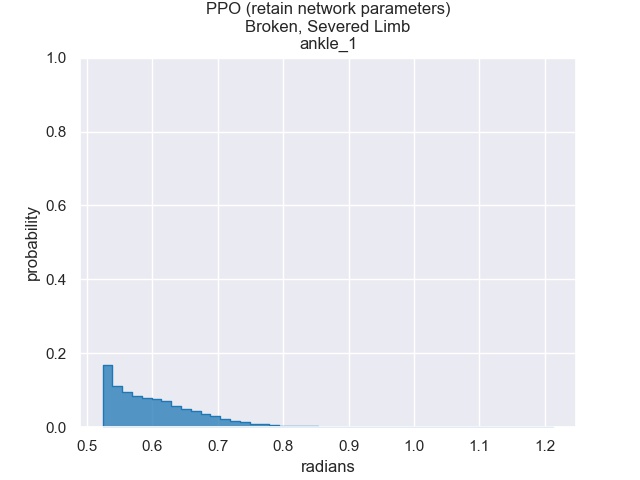 PPO (retain network parameters)
Broken, Severed Limb
ankle_1
1.0
0.8
0.6
0.4
0.2
0.0
probability
0.5 0.6 0.7 0.8 0.9 1.0 1.1 1.2
radians